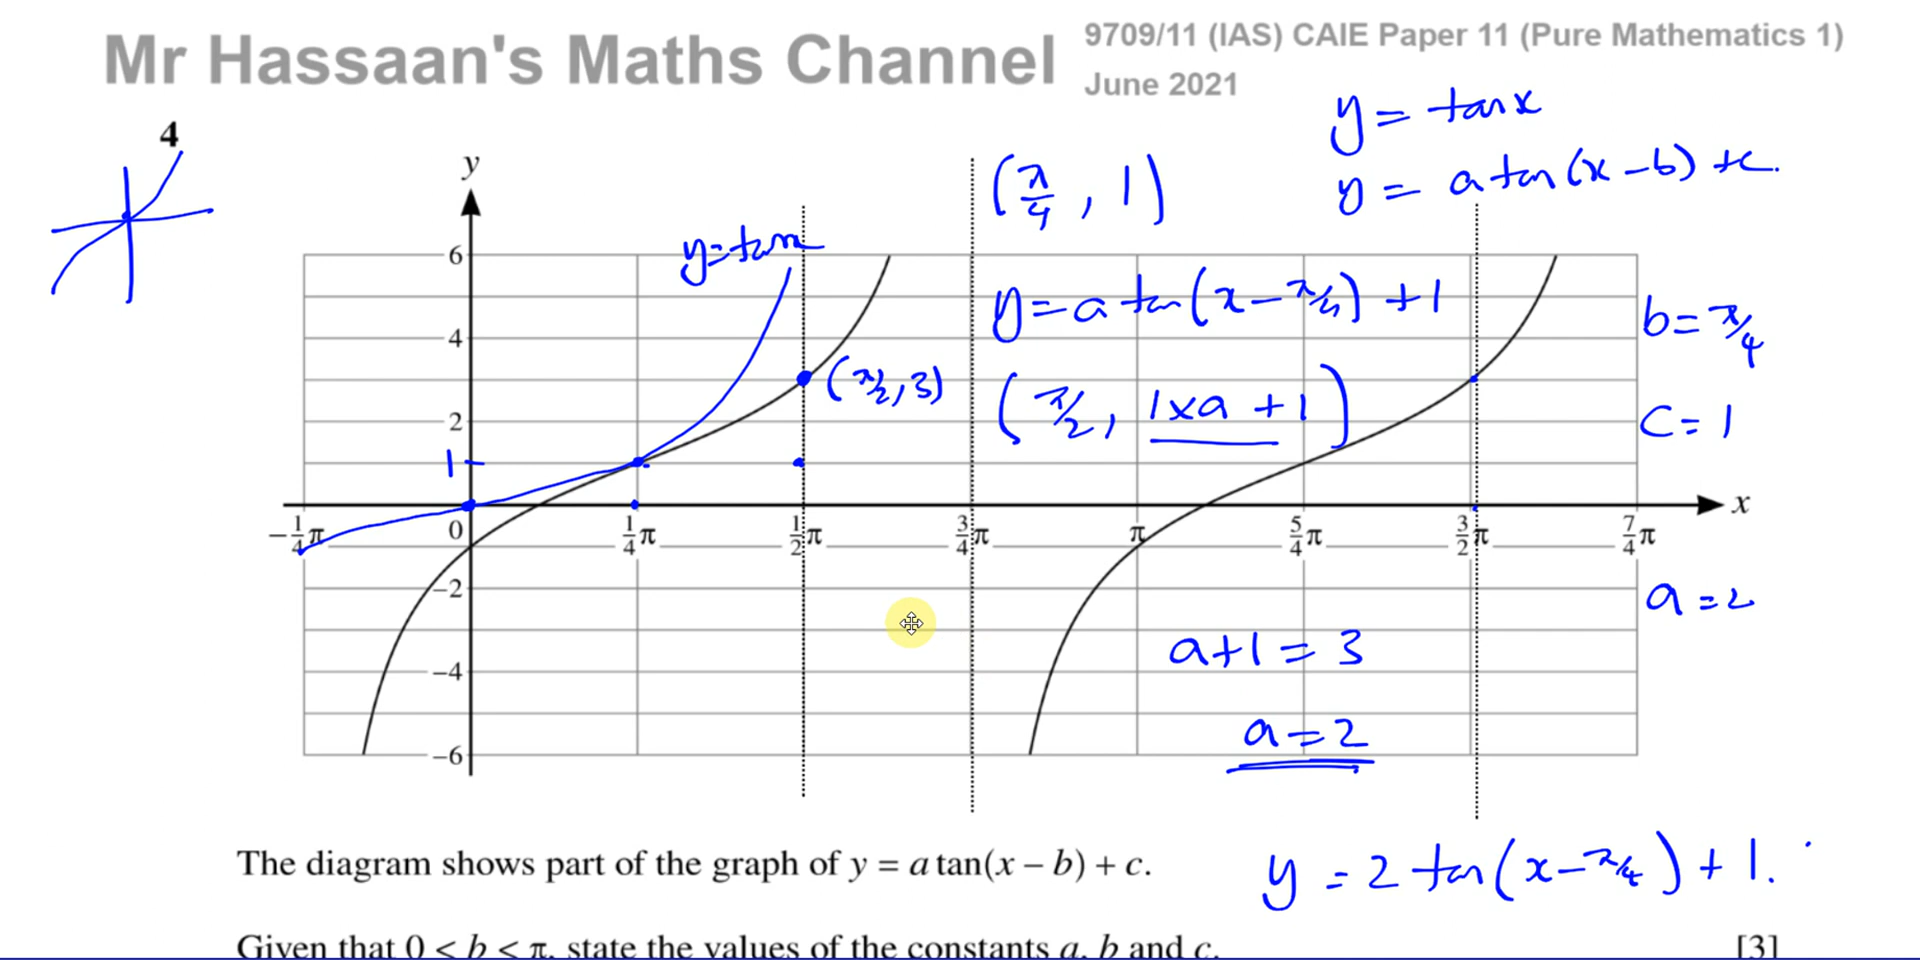 Mr Hassaan's Maths Channel
9709/11 (IAS) CAIE Paper 11 (Pure Mathematics 1)
June 2021
4
y = tanx
y = a tan(x - b) + c.
y
(π/4, 1)
y = tanx
6
y = a tan(x - π/4) + 1
b = π/4
4
(π/2, 3)
(π/2, 1×a + 1)
2
c = 1
1
x
-1/4π 0 1/4π 1/2π 3/4π π 5/4π 3/2π 7/4π
-2
a = 2
a + 1 = 3
-4
a = 2
-6
The diagram shows part of the graph of y = a tan(x – b) + c.
y = 2 tan(x - π/4) + 1.
Given that 0 < b < π, state the values of the constants a, b and c. [3]